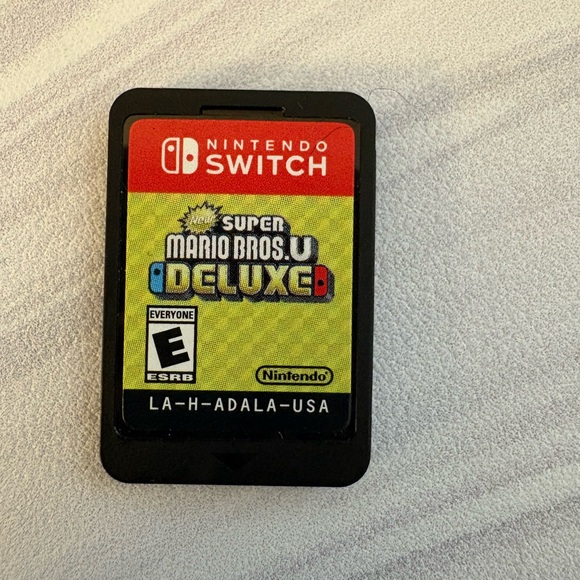 NINTENDO
SWITCH
New SUPER
MARIO BROS. U
DELUXE
EVERYONE
E
ESRB
Nintendo
LA-H-ADALA-USA